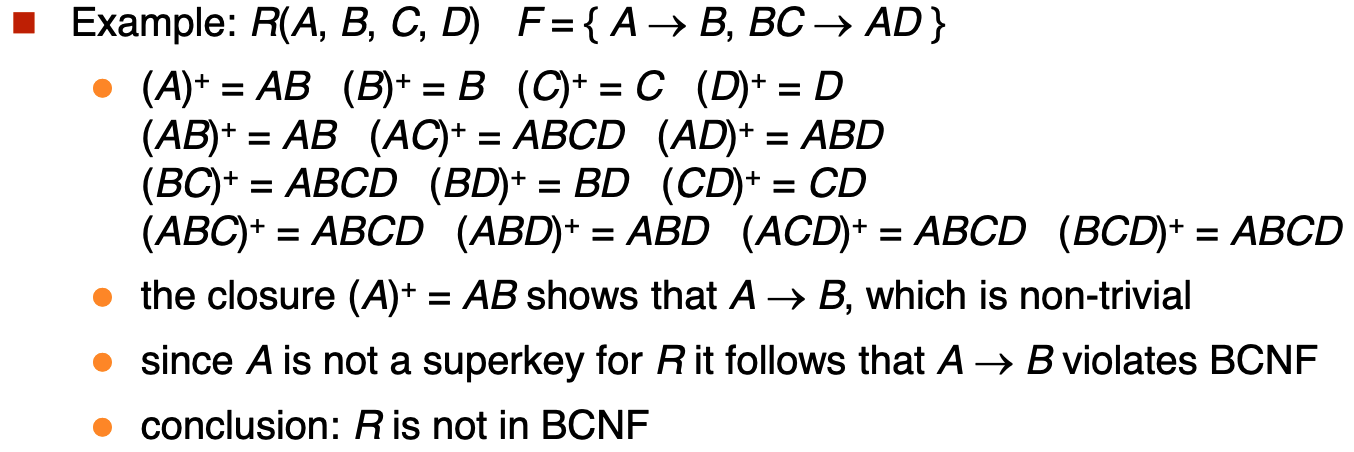 Example: R(A, B, C, D) F = { A → B, BC → AD }
(A)+ = AB (B)+ = B (C)+ = C (D)+ = D
(AB)+ = AB (AC)+ = ABCD (AD)+ = ABD
(BC)+ = ABCD (BD)+ = BD (CD)+ = CD
(ABC)+ = ABCD (ABD)+ = ABD (ACD)+ = ABCD (BCD)+ = ABCD
the closure (A)+ = AB shows that A → B, which is non-trivial
since A is not a superkey for R it follows that A → B violates BCNF
conclusion: R is not in BCNF